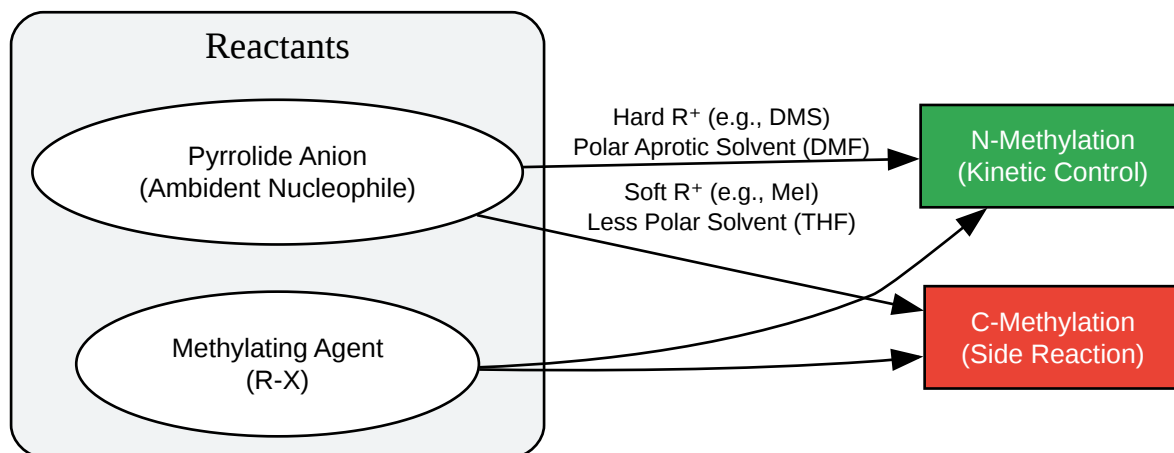 Reactants
Pyrrolide Anion
(Ambident Nucleophile)
Hard R⁺ (e.g., DMS)
Polar Aprotic Solvent (DMF)
Soft R⁺ (e.g., MeI)
Less Polar Solvent (THF)
N-Methylation
(Kinetic Control)
Methylating Agent
(R-X)
C-Methylation
(Side Reaction)